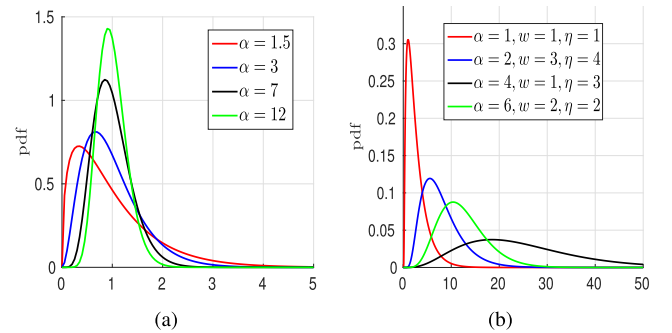 1.5
1
0.5
0
pdf
0 1 2 3 4 5
α = 1.5
α = 3
α = 7
α = 12
(a)
0.3
0.25
0.2
0.15
0.1
0.05
0
pdf
0 10 20 30 40 50
α = 1, w = 1, η = 1
α = 2, w = 3, η = 4
α = 4, w = 1, η = 3
α = 6, w = 2, η = 2
(b)